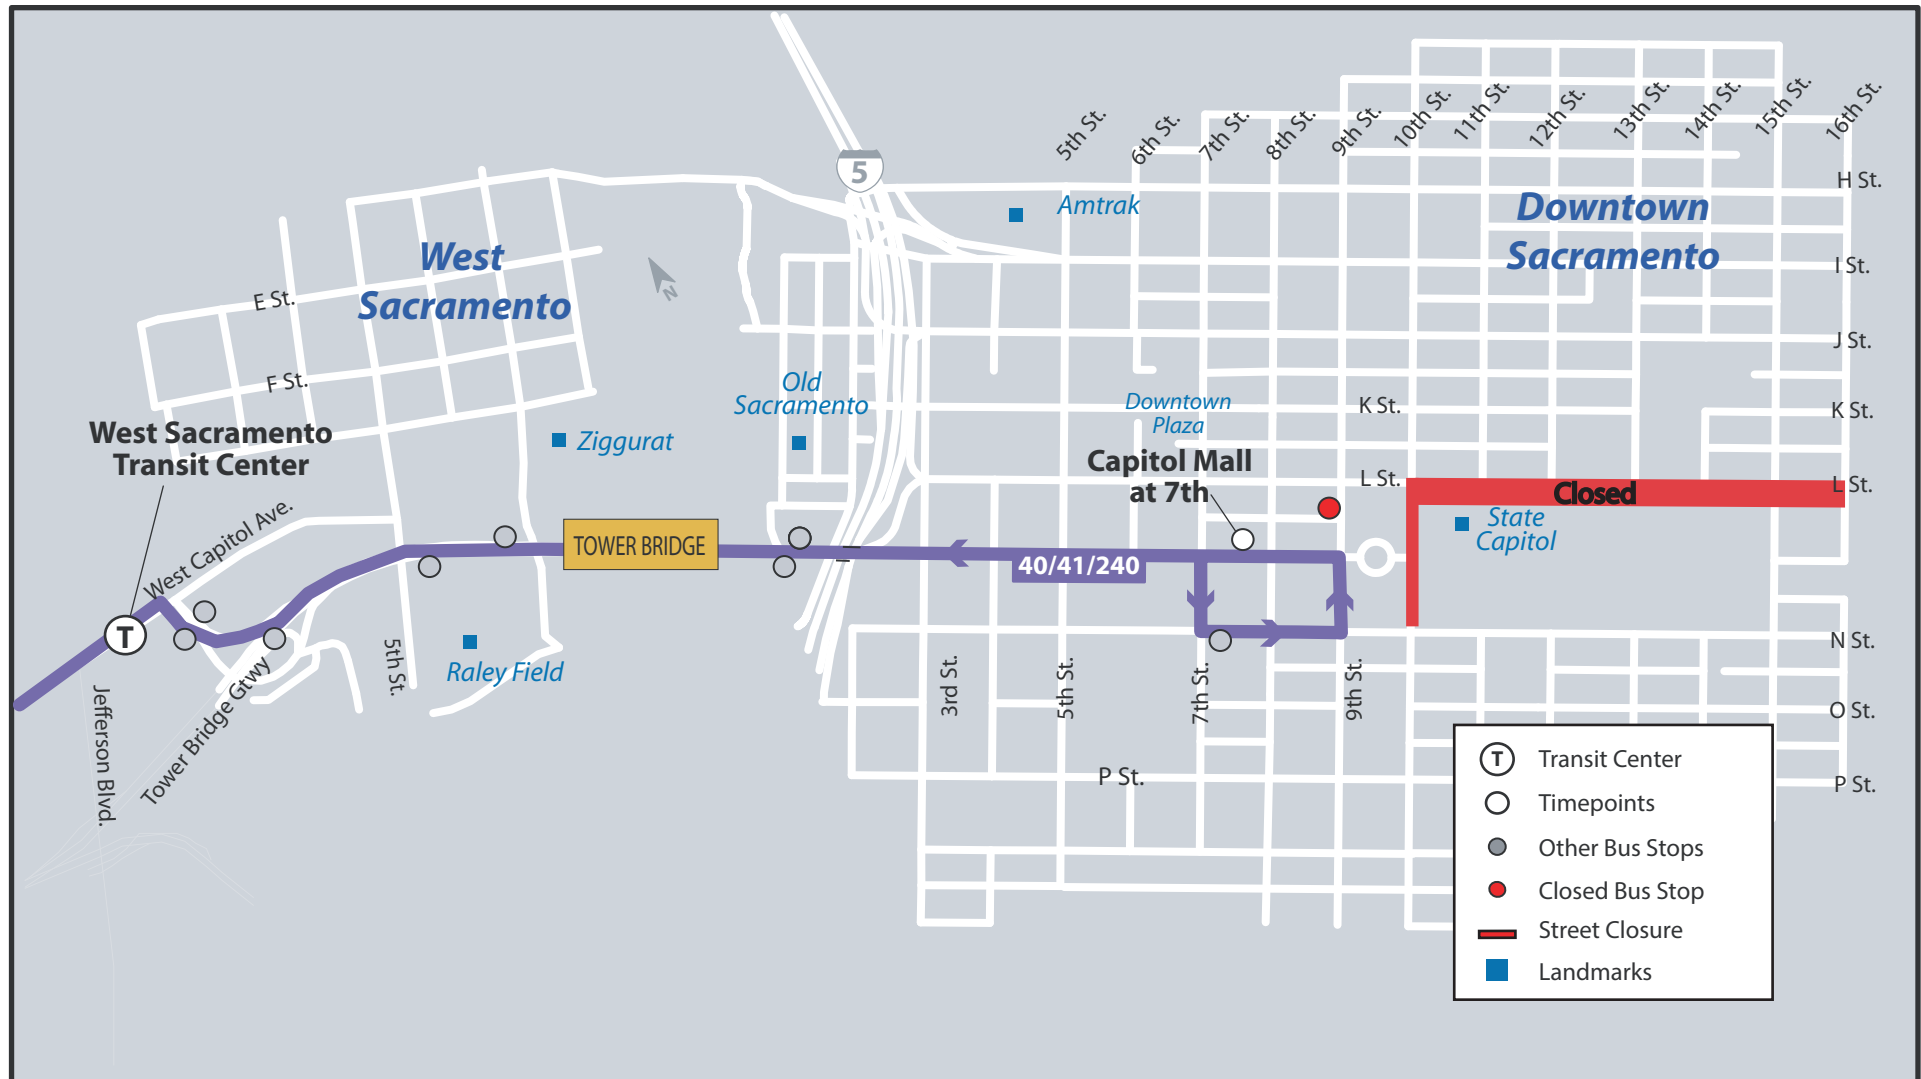 5th St.
6th St.
7th St.
8th St.
9th St.
10th St.
11th St.
12th St.
13th St.
14th St.
15th St.
16th St.
5
H St.
Amtrak
Downtown
Sacramento
West
Sacramento
N
E St.
I St.
J St.
F St.
Old
Sacramento
Downtown
Plaza
K St.
K St.
West Sacramento
Transit Center
Ziggurat
Capitol Mall
at 7th
L St.
Closed
L St.
State
Capitol
West Capitol Ave.
TOWER BRIDGE
40/41/240
T
5th St.
Raley Field
N St.
Jefferson Blvd.
Tower Bridge Gtwy
3rd St.
5th St.
7th St.
9th St.
O St.
P St.
P St.
T
Transit Center
Timepoints
Other Bus Stops
Closed Bus Stop
Street Closure
Landmarks